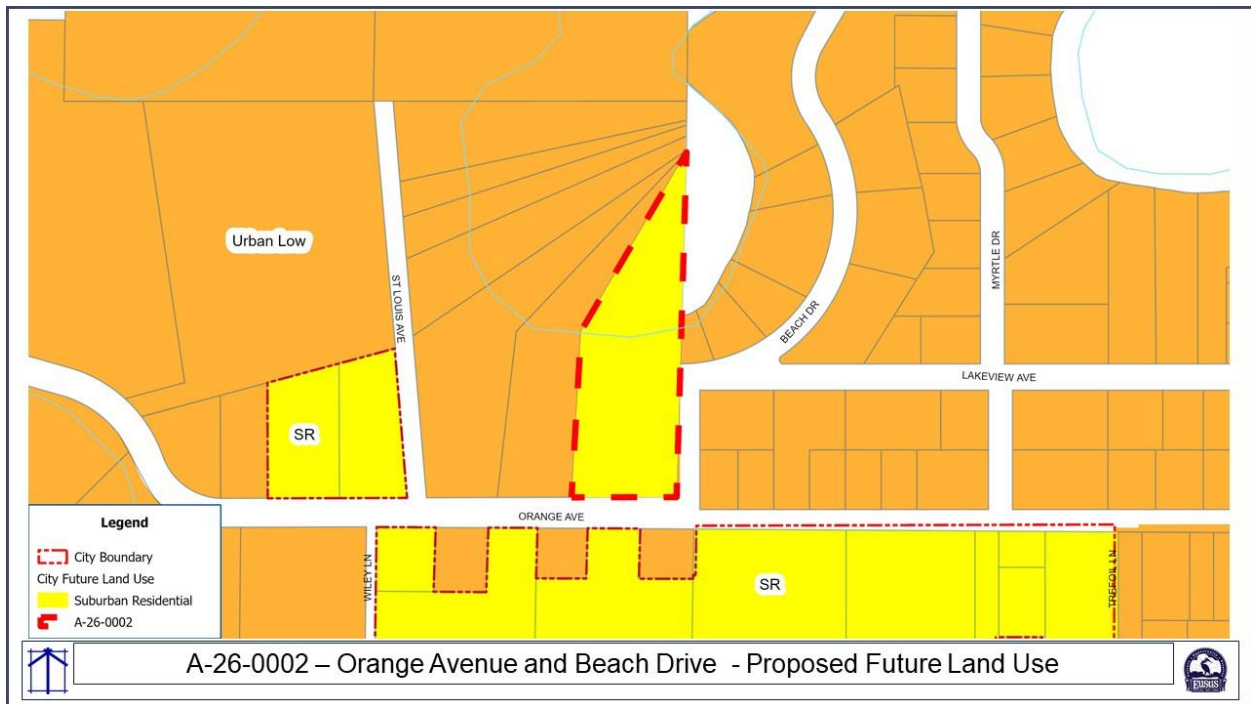 Urban Low
ST LOUIS AVE
BEACH DR
MYRTLE DR
LAKEVIEW AVE
SR
ORANGE AVE
WILEY LN
SR
TREFOIL LN
Legend
City Boundary
City Future Land Use
Suburban Residential
A-26-0002
A-26-0002 – Orange Avenue and Beach Drive - Proposed Future Land Use
EUSTIS